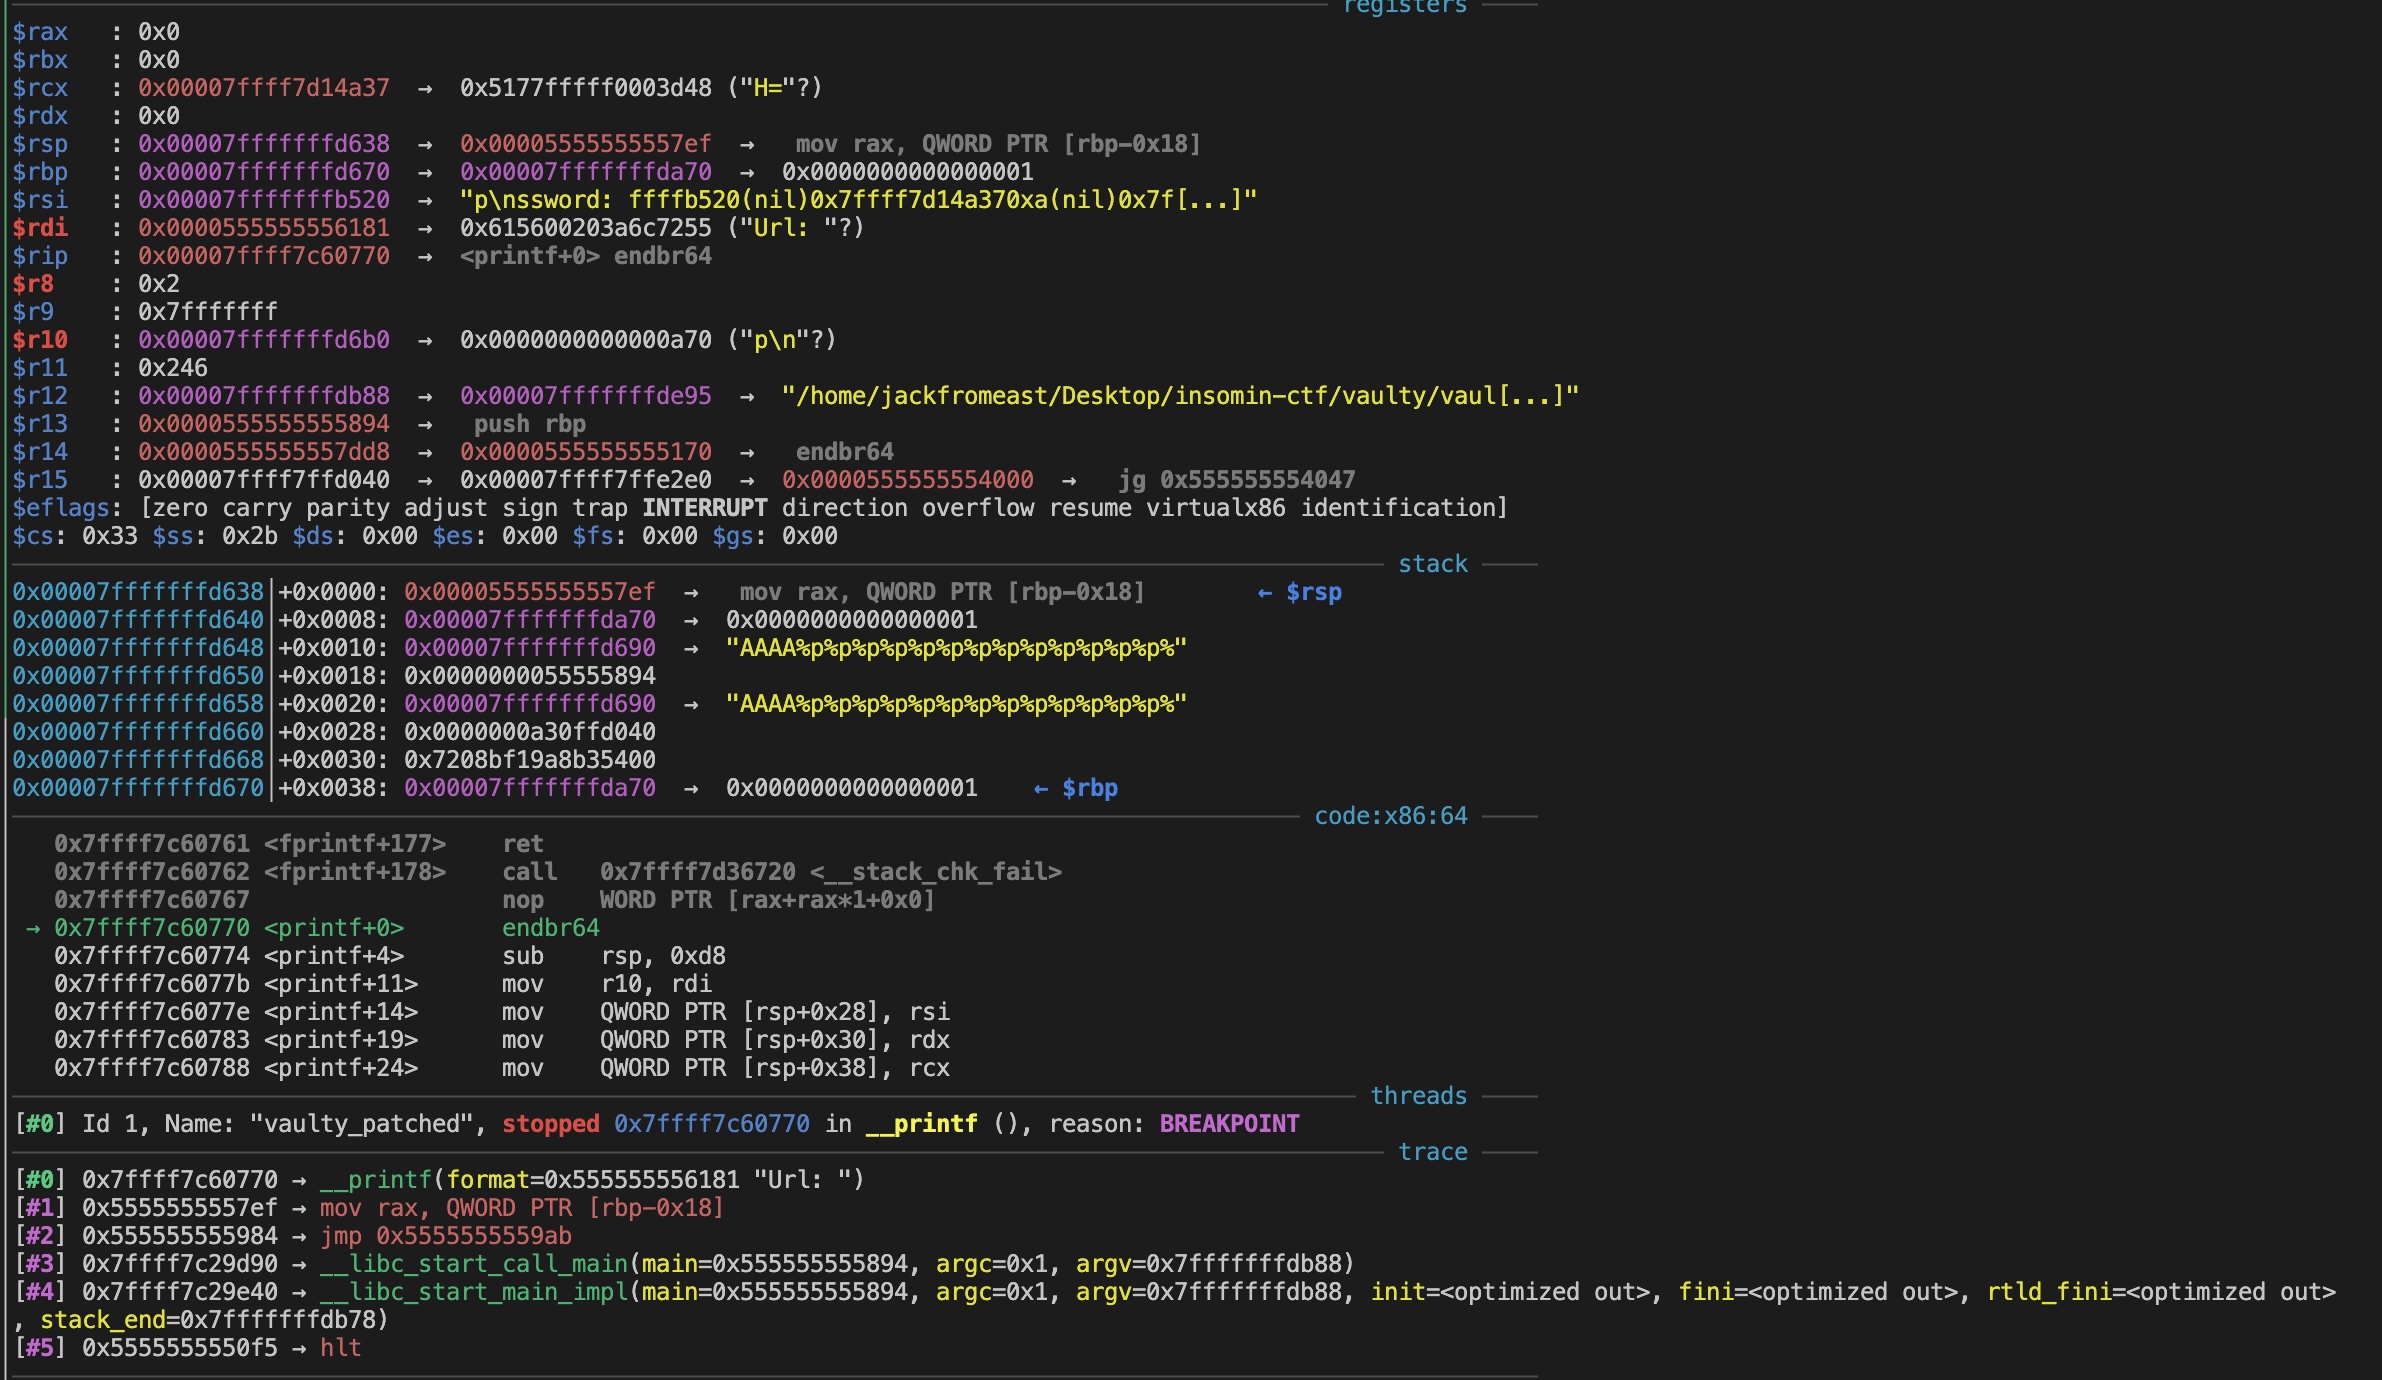 registers
$rax   : 0x0
$rbx   : 0x0
$rcx   : 0x00007ffff7d14a37  →  0x5177fffff0003d48 ("H="?)
$rdx   : 0x0
$rsp   : 0x00007fffffffd638  →  0x00005555555557ef  →   mov rax, QWORD PTR [rbp-0x18]
$rbp   : 0x00007fffffffd670  →  0x00007fffffffda70  →  0x0000000000000001
$rsi   : 0x00007fffffffb520  →  "p\nssword: ffffb520(nil)0x7ffff7d14a370xa(nil)0x7f[...]"
$rdi   : 0x0000555555556181  →  0x615600203a6c7255 ("Url: "?)
$rip   : 0x00007ffff7c60770  →  <printf+0> endbr64
$r8    : 0x2
$r9    : 0x7fffffff
$r10   : 0x00007fffffffd6b0  →  0x0000000000000a70 ("p\n"?)
$r11   : 0x246
$r12   : 0x00007fffffffdb88  →  0x00007fffffffde95  →  "/home/jackfromeast/Desktop/insomin-ctf/vaulty/vaul[...]"
$r13   : 0x0000555555555894  →   push rbp
$r14   : 0x0000555555557dd8  →  0x0000555555555170  →   endbr64
$r15   : 0x00007ffff7ffd040  →  0x00007ffff7ffe2e0  →  0x0000555555554000  →   jg 0x555555554047
$eflags: [zero carry parity adjust sign trap INTERRUPT direction overflow resume virtualx86 identification]
$cs: 0x33 $ss: 0x2b $ds: 0x00 $es: 0x00 $fs: 0x00 $gs: 0x00
stack
0x00007fffffffd638│+0x0000: 0x00005555555557ef  →   mov rax, QWORD PTR [rbp-0x18]        ← $rsp
0x00007fffffffd640│+0x0008: 0x00007fffffffda70  →  0x0000000000000001
0x00007fffffffd648│+0x0010: 0x00007fffffffd690  →  "AAAA%p%p%p%p%p%p%p%p%p%p%p%p%p%"
0x00007fffffffd650│+0x0018: 0x0000000055555894
0x00007fffffffd658│+0x0020: 0x00007fffffffd690  →  "AAAA%p%p%p%p%p%p%p%p%p%p%p%p%p%"
0x00007fffffffd660│+0x0028: 0x0000000a30ffd040
0x00007fffffffd668│+0x0030: 0x7208bf19a8b35400
0x00007fffffffd670│+0x0038: 0x00007fffffffda70  →  0x0000000000000001    ← $rbp
code:x86:64
0x7ffff7c60761 <fprintf+177>    ret
0x7ffff7c60762 <fprintf+178>    call   0x7ffff7d36720 <__stack_chk_fail>
0x7ffff7c60767                  nop    WORD PTR [rax+rax*1+0x0]
→ 0x7ffff7c60770 <printf+0>       endbr64
0x7ffff7c60774 <printf+4>       sub    rsp, 0xd8
0x7ffff7c6077b <printf+11>      mov    r10, rdi
0x7ffff7c6077e <printf+14>      mov    QWORD PTR [rsp+0x28], rsi
0x7ffff7c60783 <printf+19>      mov    QWORD PTR [rsp+0x30], rdx
0x7ffff7c60788 <printf+24>      mov    QWORD PTR [rsp+0x38], rcx
threads
[#0] Id 1, Name: "vaulty_patched", stopped 0x7ffff7c60770 in __printf (), reason: BREAKPOINT
trace
[#0] 0x7ffff7c60770 → __printf(format=0x555555556181 "Url: ")
[#1] 0x5555555557ef → mov rax, QWORD PTR [rbp-0x18]
[#2] 0x555555555984 → jmp 0x5555555559ab
[#3] 0x7ffff7c29d90 → __libc_start_call_main(main=0x555555555894, argc=0x1, argv=0x7fffffffdb88)
[#4] 0x7ffff7c29e40 → __libc_start_main_impl(main=0x555555555894, argc=0x1, argv=0x7fffffffdb88, init=<optimized out>, fini=<optimized out>, rtld_fini=<optimized out>
, stack_end=0x7fffffffdb78)
[#5] 0x5555555550f5 → hlt